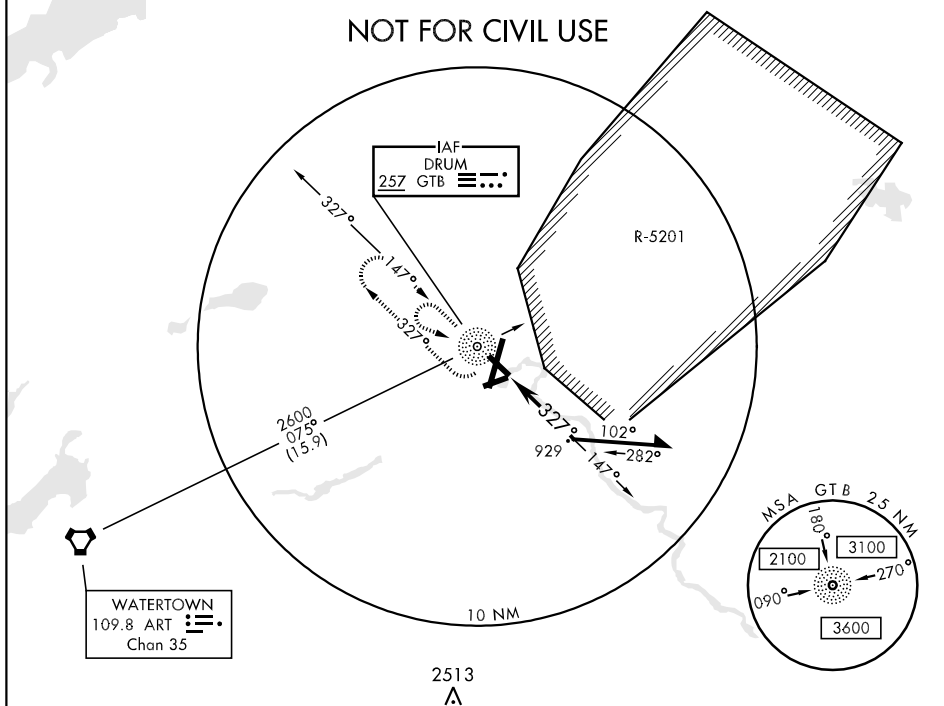 NOT FOR CIVIL USE
IAF
DRUM
257 GTB
327°
147°
327°
R-5201
2600
075°
(15.9)
327°
102°
929
282°
147°
MSA GTB 25 NM
180°
2100
3100
270°
090°
3600
WATERTOWN
109.8 ART
Chan 35
10 NM
2513